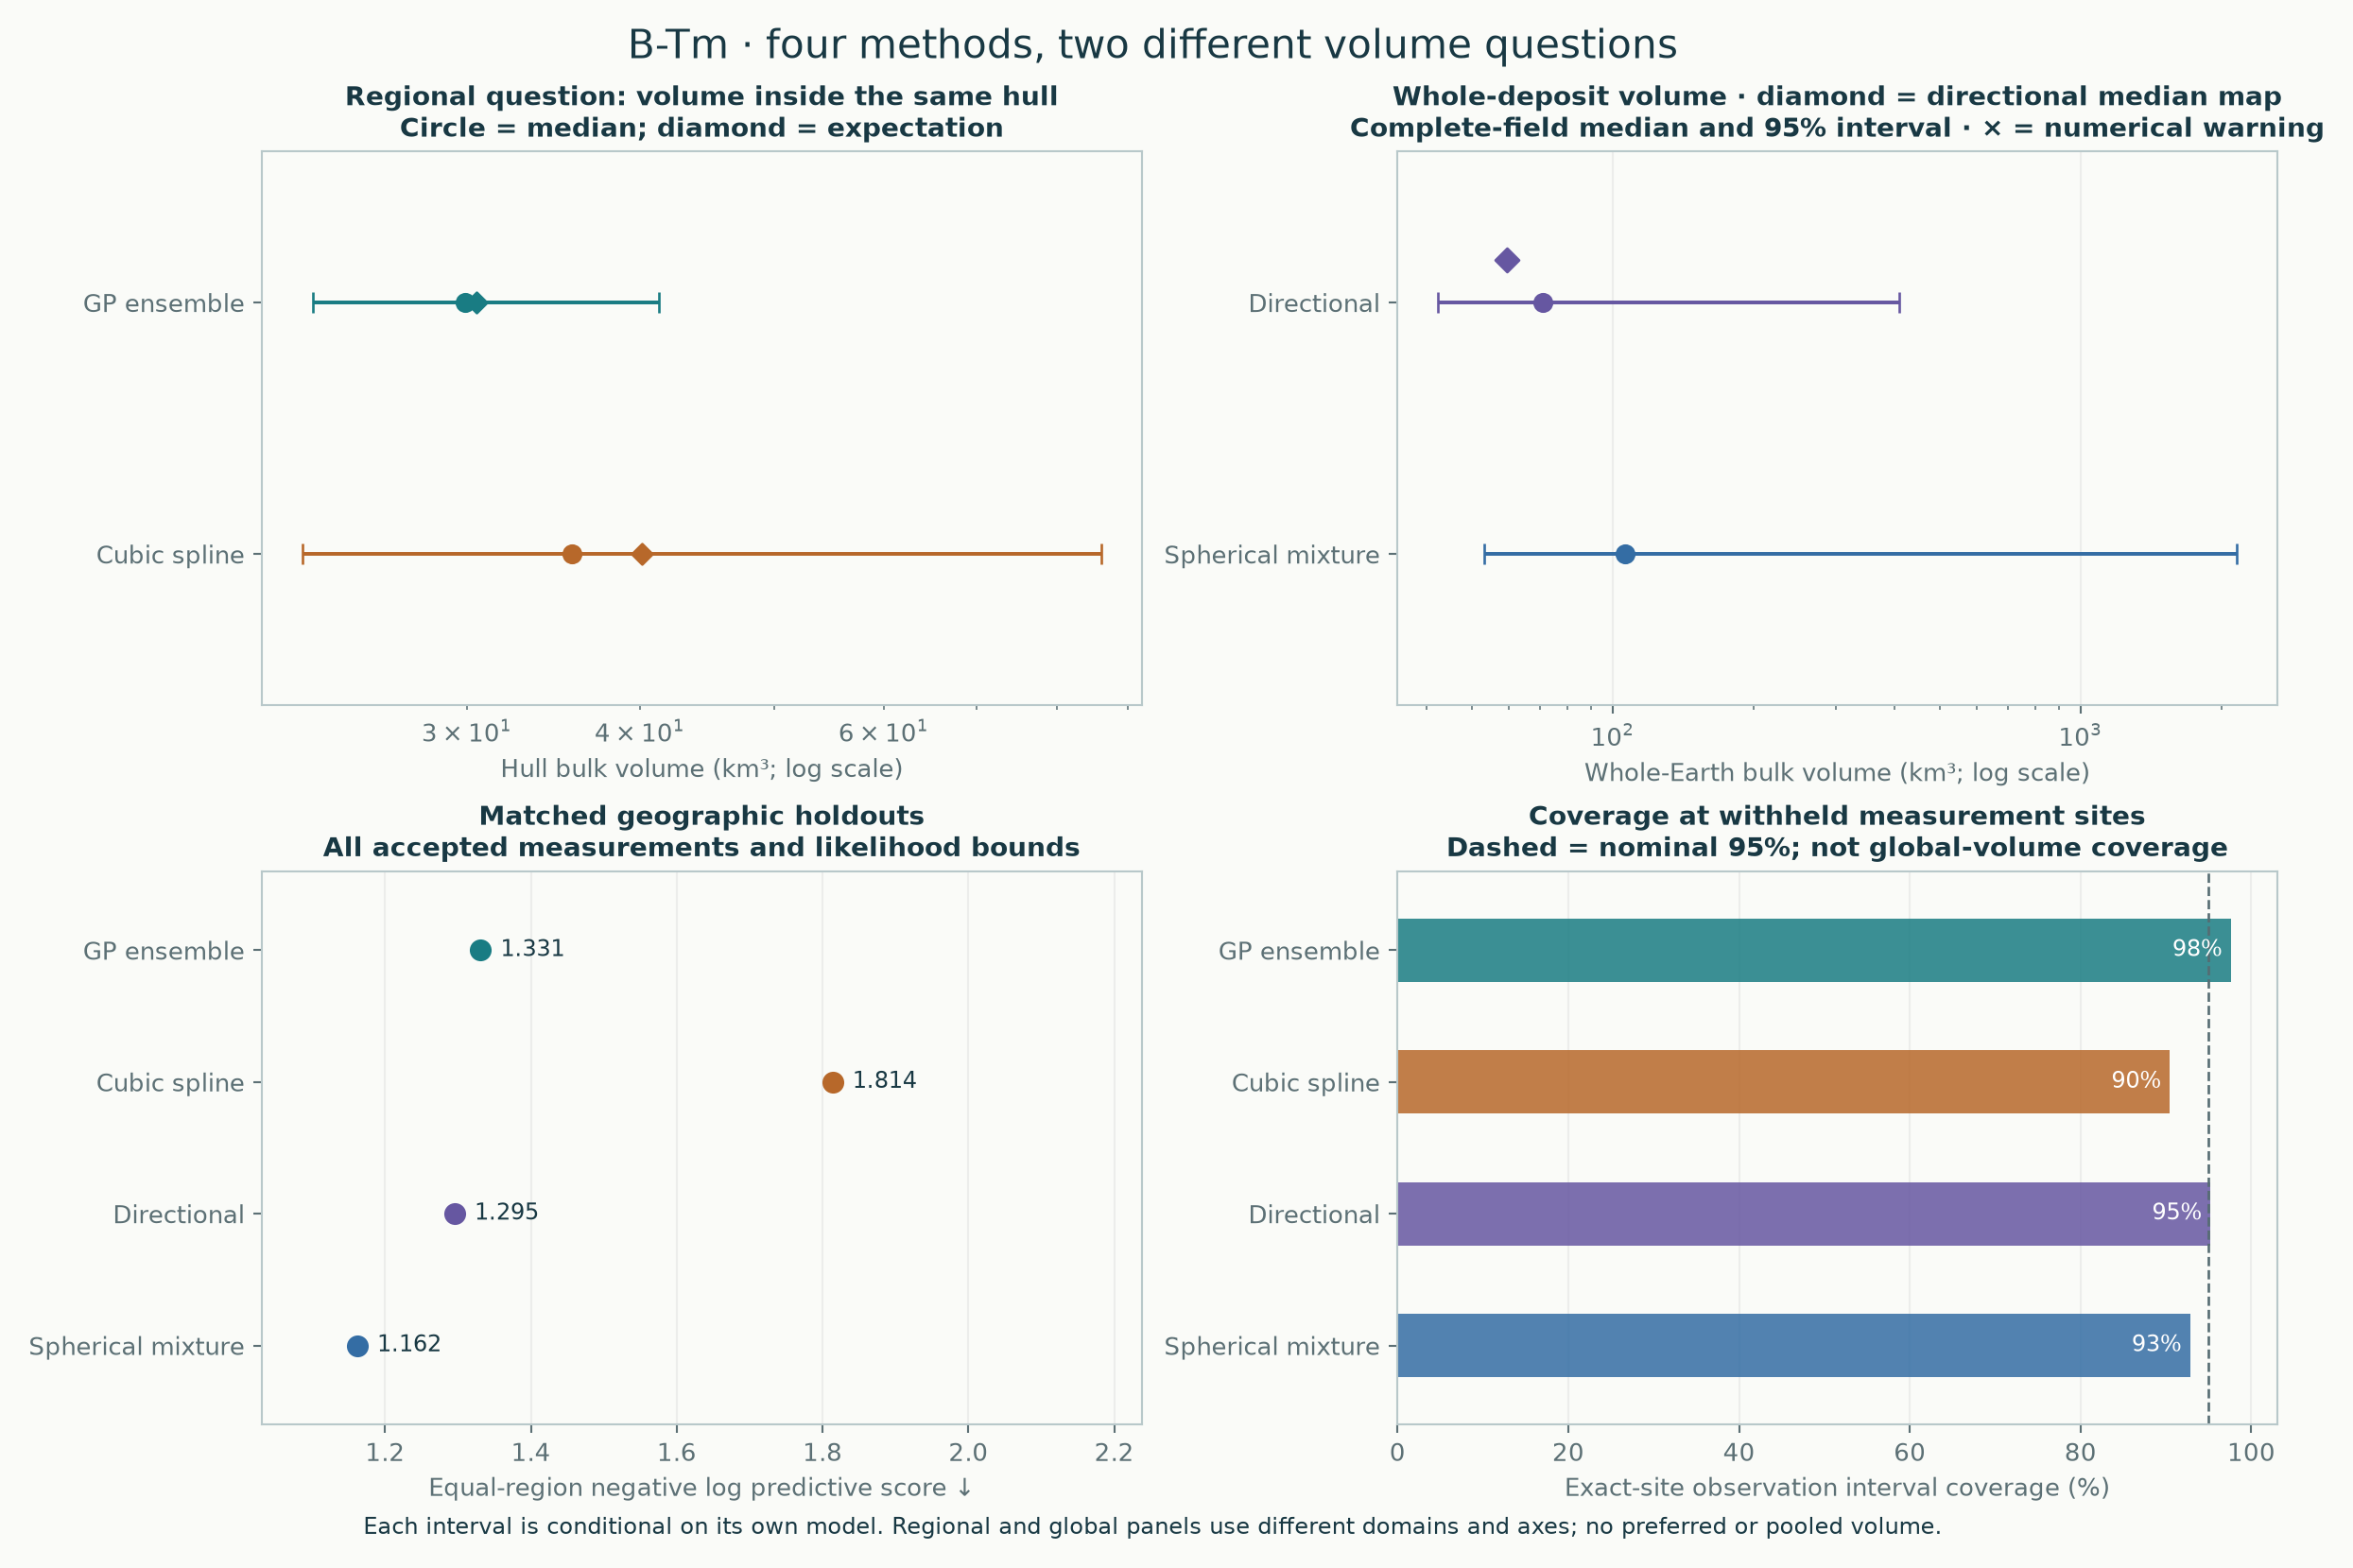 B-Tm · four methods, two different volume questions
Regional question: volume inside the same hull
Circle = median; diamond = expectation
GP ensemble
Cubic spline
3 × 10¹ 4 × 10¹ 6 × 10¹
Hull bulk volume (km³; log scale)
Whole-deposit volume · diamond = directional median map
Complete-field median and 95% interval · × = numerical warning
Directional
Spherical mixture
10² 10³
Whole-Earth bulk volume (km³; log scale)
Matched geographic holdouts
All accepted measurements and likelihood bounds
GP ensemble 1.331
Cubic spline 1.814
Directional 1.295
Spherical mixture 1.162
1.2 1.4 1.6 1.8 2.0 2.2
Equal-region negative log predictive score ↓
Coverage at withheld measurement sites
Dashed = nominal 95%; not global-volume coverage
GP ensemble 98%
Cubic spline 90%
Directional 95%
Spherical mixture 93%
0 20 40 60 80 100
Exact-site observation interval coverage (%)
Each interval is conditional on its own model. Regional and global panels use different domains and axes; no preferred or pooled volume.